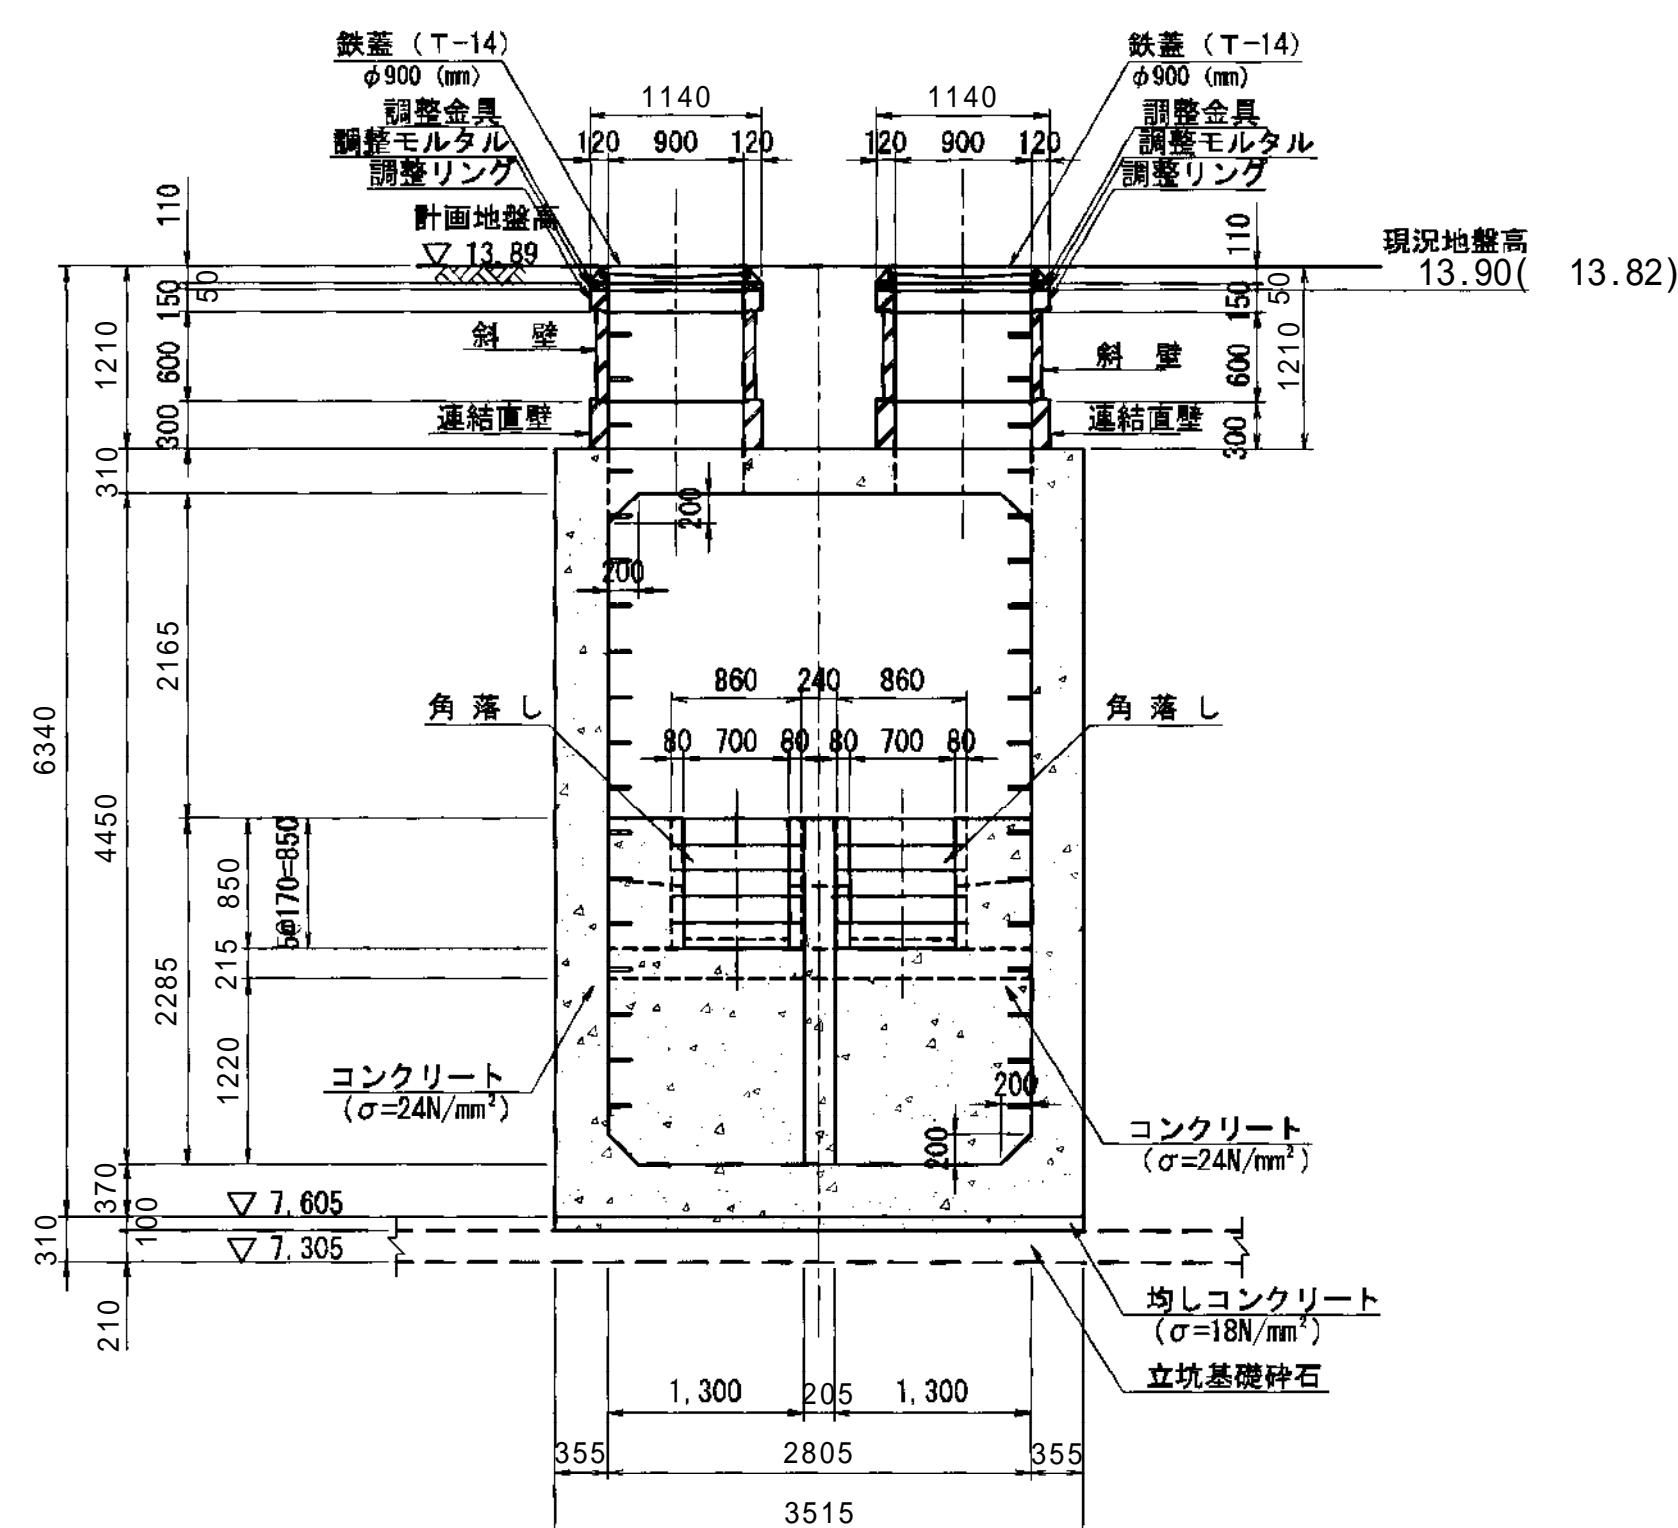 鉄蓋（T-14）
φ900（mm）
調整金具
調整モルタル
調整リング
計画地盤高
▽ 13.89
鉄蓋（T-14）
φ900（mm）
調整金具
調整モルタル
調整リング
現況地盤高
13.90( 13.82)
1140
120 900 120
1140
120 900 120
110
50
150
600
300
1210
310
110
50
150
600
300
1210
斜 壁
連結直壁
斜 壁
連結直壁
200
200
2165
6340
4450
860 240 860
80 700 80 80 700 80
角 落 し
角 落 し
850
5@170=850
215
2285
1220
コンクリート
(σ=24N/mm²)
200
200
コンクリート
(σ=24N/mm²)
370
100
310
210
▽ 7,605
▽ 7,305
均しコンクリート
(σ=18N/mm²)
立坑基礎砕石
1,300 205 1,300
355 2805 355
3515